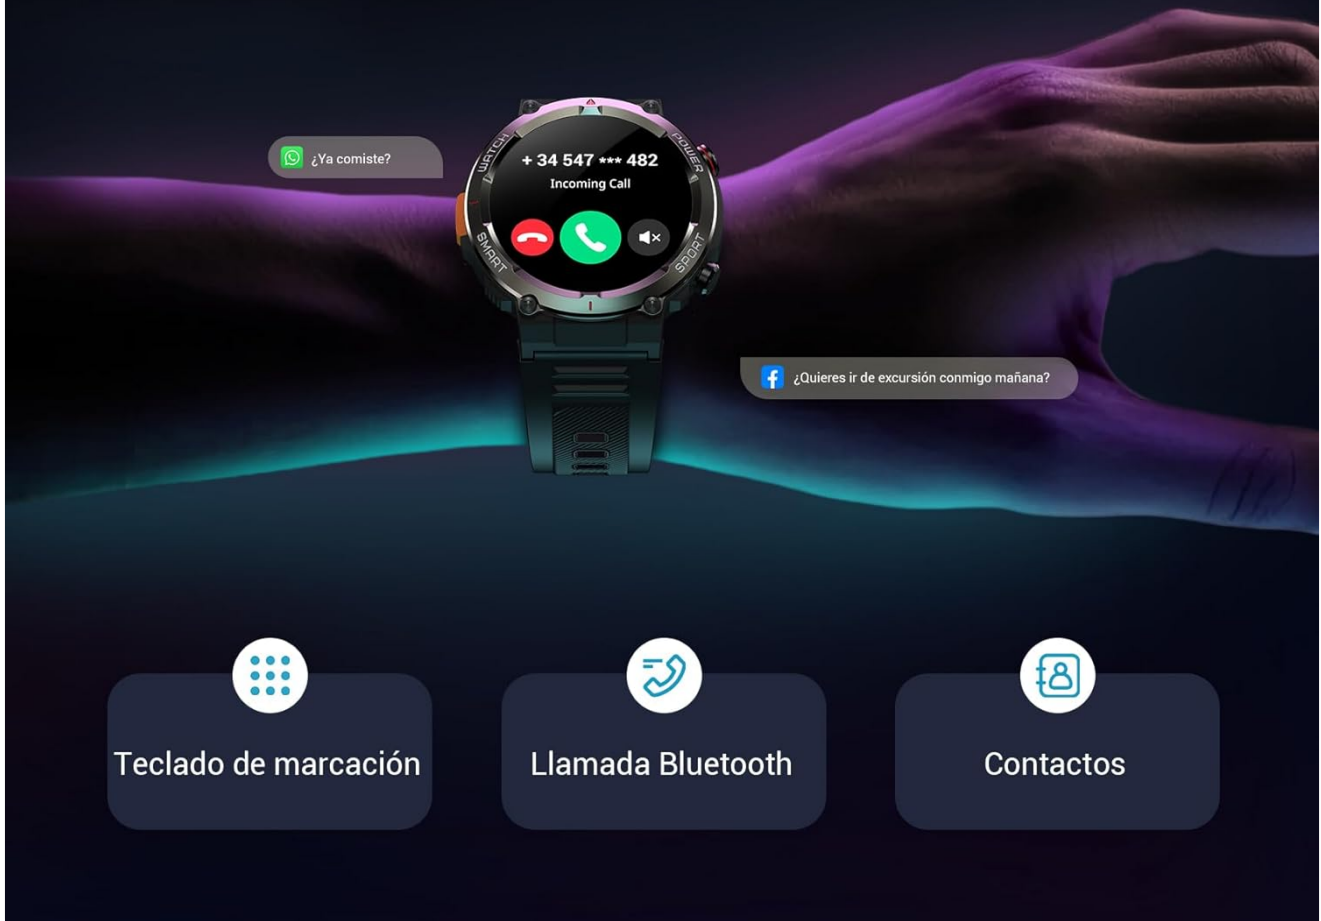 ¿Ya comiste?
WATCH
POWER
+ 34 547 *** 482
Incoming Call
SMART
SPORT
¿Quieres ir de excursión conmigo mañana?
Teclado de marcación
Llamada Bluetooth
Contactos